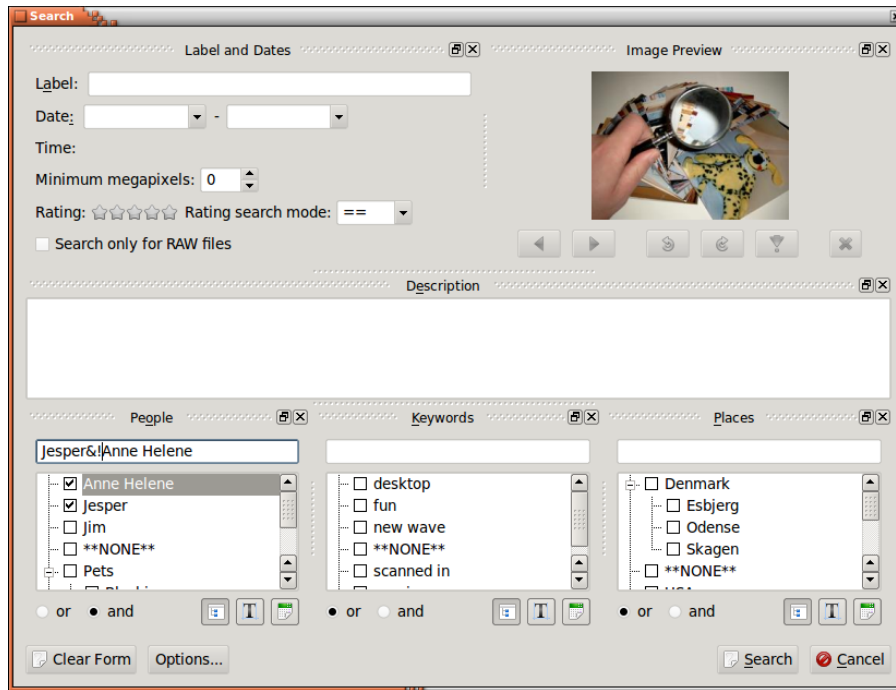 Search
Label and Dates
Image Preview
Label:
Date: -
Time:
Minimum megapixels: 0
Rating: Rating search mode: ==
Search only for RAW files
Description
People
Keywords
Places
Jesper&!Anne Helene
Anne Helene
Jesper
Jim
**NONE**
Pets
desktop
fun
new wave
**NONE**
scanned in
Denmark
Esbjerg
Odense
Skagen
**NONE**
or and
or and
or and
Clear Form
Options...
Search
Cancel